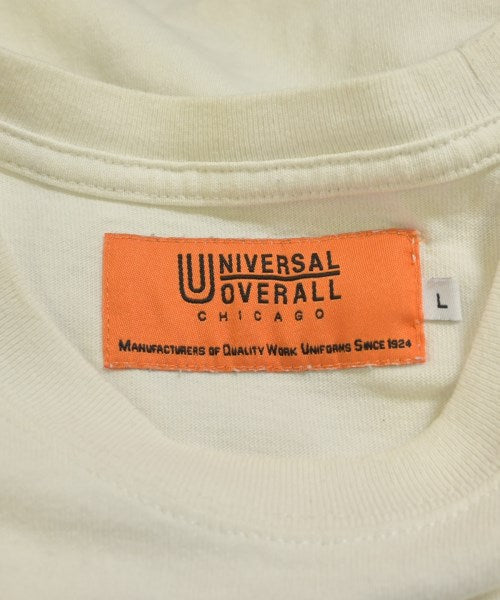 UNIVERSAL
OVERALL
CHICAGO
MANUFACTURERS OF QUALITY WORK UNIFORMS SINCE 1924
L